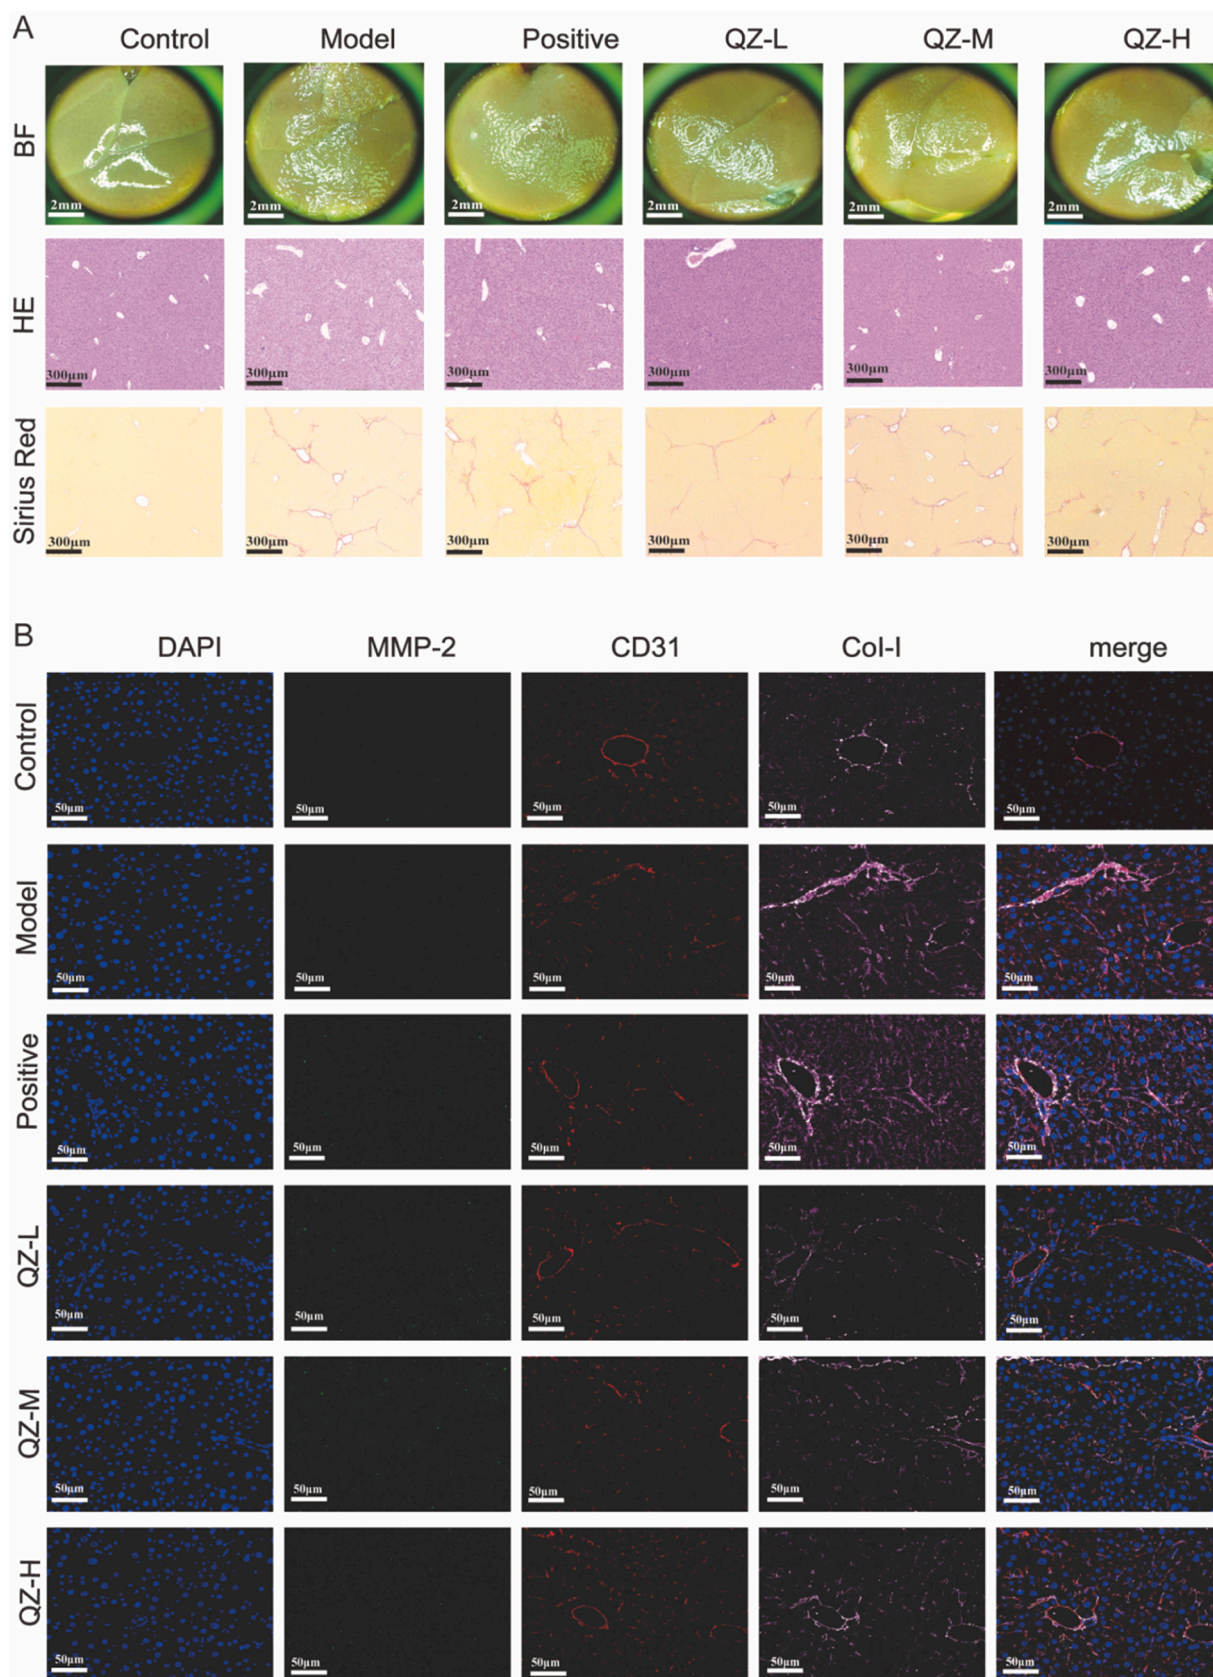 A
Control Model Positive QZ-L QZ-M QZ-H
BF
2mm 2mm 2mm 2mm 2mm 2mm
HE
300μm 300μm 300μm 300μm 300μm 300μm
Sirius Red
300μm 300μm 300μm 300μm 300μm 300μm
B
DAPI MMP-2 CD31 Col-I merge
Control
50μm 50μm 50μm 50μm 50μm
Model
50μm 50μm 50μm 50μm 50μm
Positive
50μm 50μm 50μm 50μm 50μm
QZ-L
50μm 50μm 50μm 50μm 50μm
QZ-M
50μm 50μm 50μm 50μm 50μm
QZ-H
50μm 50μm 50μm 50μm 50μm